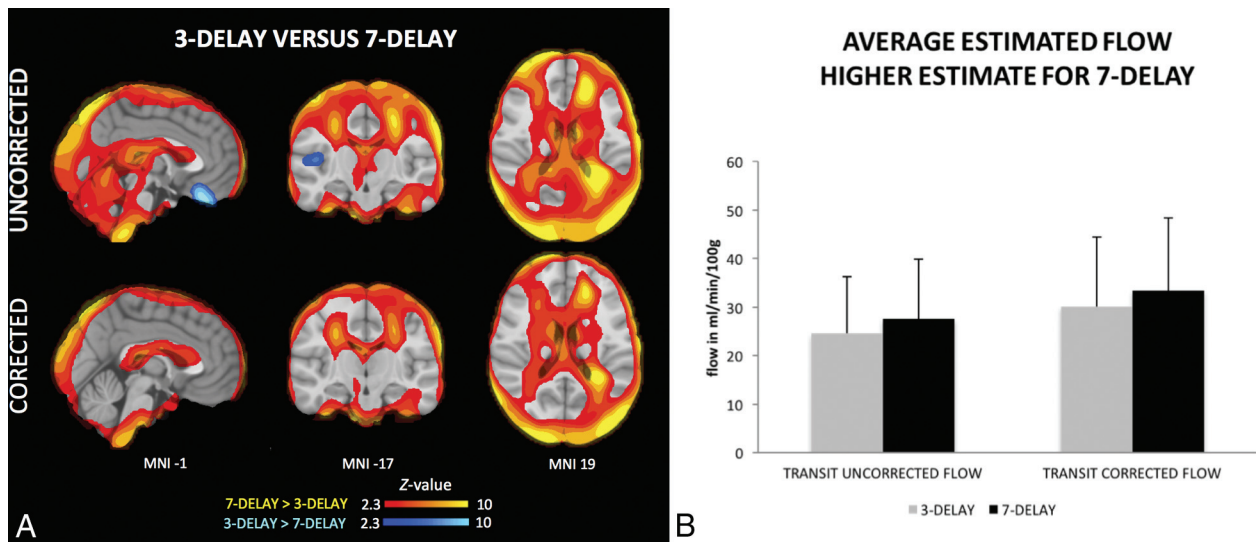 3-DELAY VERSUS 7-DELAY
UNCORRECTED
CORECTED
MNI -1
MNI -17
MNI 19
Z-value
7-DELAY > 3-DELAY 2.3 10
3-DELAY > 7-DELAY 2.3 10
A
B
AVERAGE ESTIMATED FLOW
HIGHER ESTIMATE FOR 7-DELAY
flow in ml/min/100g
60
50
40
30
20
10
0
TRANSIT UNCORRECTED FLOW
TRANSIT CORRECTED FLOW
3-DELAY
7-DELAY